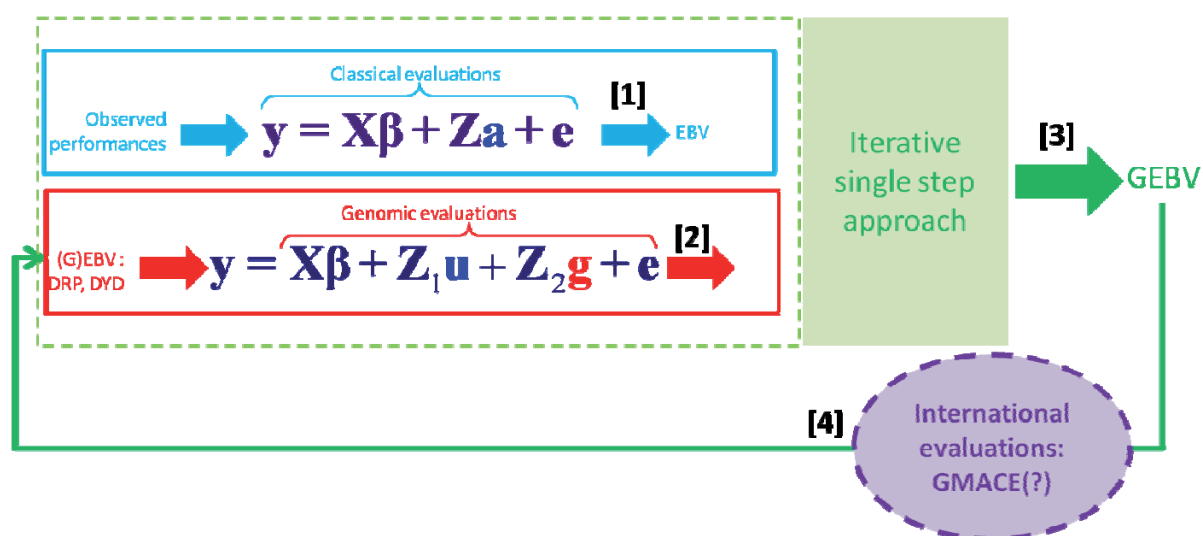 Classical evaluations
[1]
Observed
performances
y = Xβ + Za + e
EBV
Genomic evaluations
[2]
(G)EBV :
DRP, DYD
y = Xβ + Z₁u + Z₂g + e
Iterative
single step
approach
[3]
GEBV
[4]
International
evaluations:
GMACE(?)